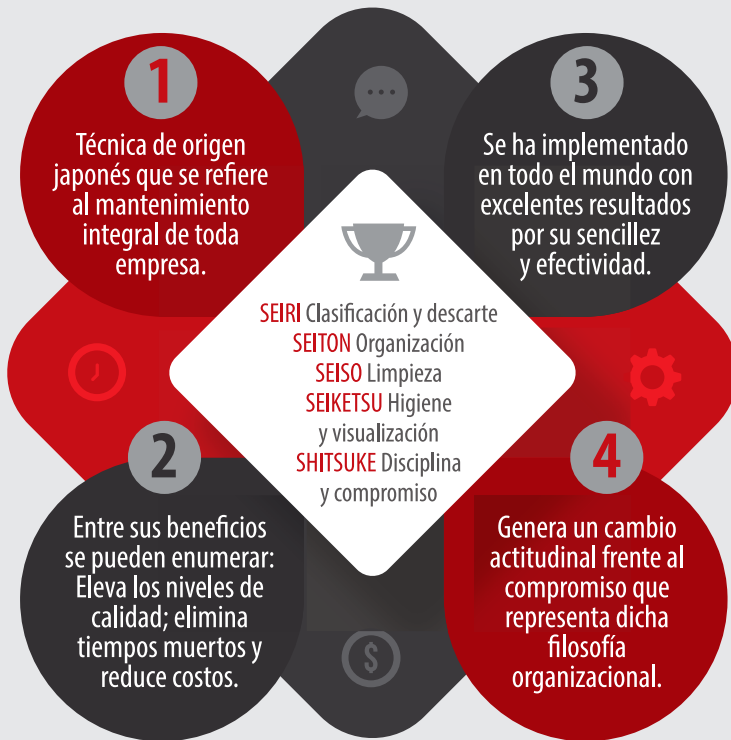 1
Técnica de origen
japonés que se refiere
al mantenimiento
integral de toda
empresa.
3
Se ha implementado
en todo el mundo con
excelentes resultados
por su sencillez
y efectividad.
SEIRI Clasificación y descarte
SEITON Organización
SEISO Limpieza
SEIKETSU Higiene
y visualización
SHITSUKE Disciplina
y compromiso
2
Entre sus beneficios
se pueden enumerar:
Eleva los niveles de
calidad; elimina
tiempos muertos y
reduce costos.
4
Genera un cambio
actitudinal frente al
compromiso que
representa dicha
filosofía
organizacional.
$